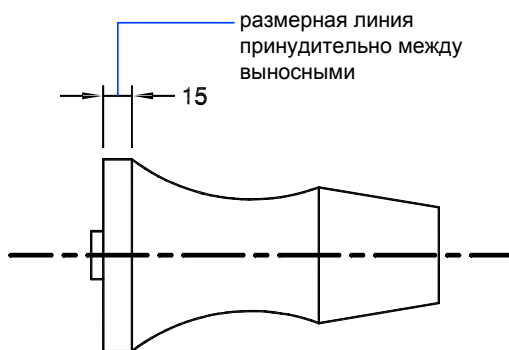 размерная линия
принудительно между
выносными
15